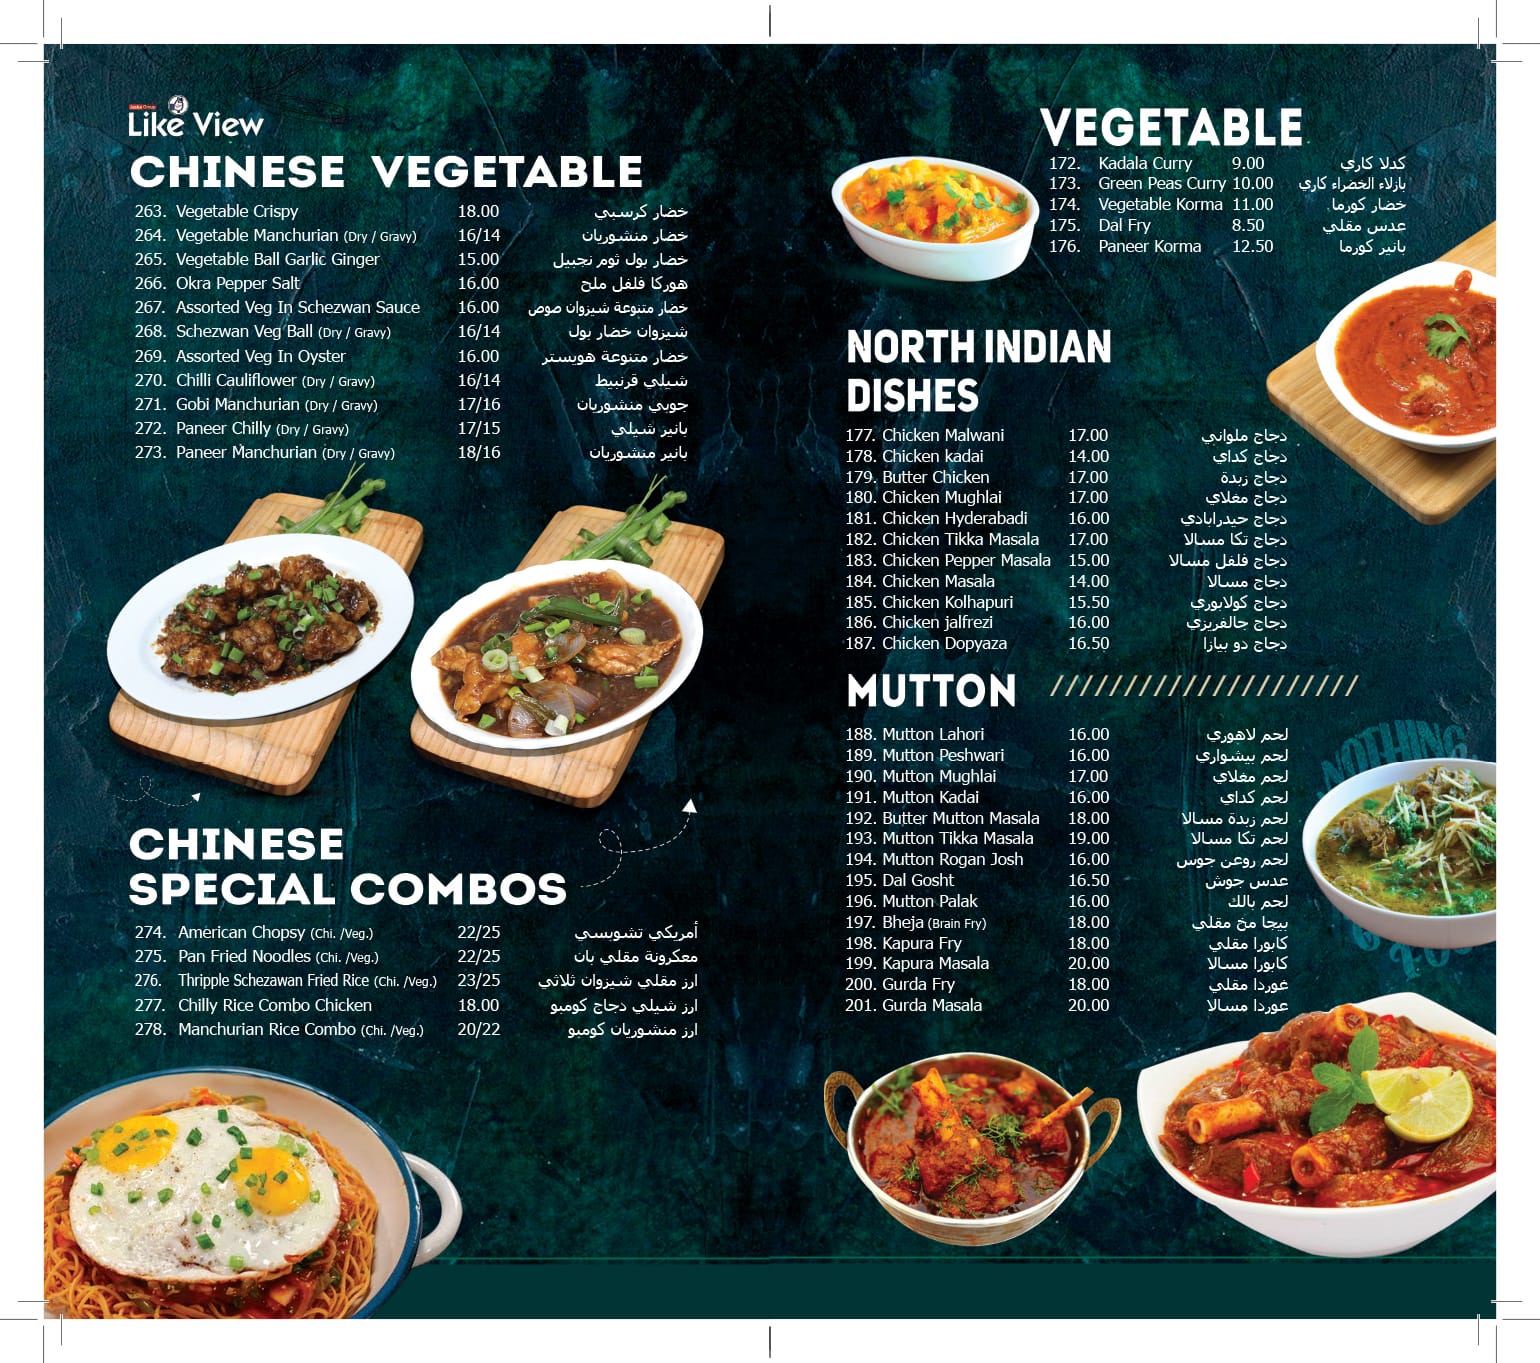 Jaeka Group
Like View
CHINESE VEGETABLE
263. Vegetable Crispy 18.00 خضار كرسبي
264. Vegetable Manchurian (Dry / Gravy) 16/14 خضار منشوريان
265. Vegetable Ball Garlic Ginger 15.00 خضار بول ثوم نجبيل
266. Okra Pepper Salt 16.00 هوركا فلفل ملح
267. Assorted Veg In Schezwan Sauce 16.00 خضار متنوعة شيزوان صوص
268. Schezwan Veg Ball (Dry / Gravy) 16/14 شيزوان خضار بول
269. Assorted Veg In Oyster 16.00 خضار متنوعة هويستر
270. Chilli Cauliflower (Dry / Gravy) 16/14 شيلي قرنبيط
271. Gobi Manchurian (Dry / Gravy) 17/16 جوبي منشوريان
272. Paneer Chilly (Dry / Gravy) 17/15 بانير شيلي
273. Paneer Manchurian (Dry / Gravy) 18/16 بانير منشوريان
CHINESE
SPECIAL COMBOS
274. American Chopsy (Chi. /Veg.) 22/25 أمريكي تشوبسي
275. Pan Fried Noodles (Chi. /Veg.) 22/25 معكرونة مقلي بان
276. Thripple Schezawan Fried Rice (Chi. /Veg.) 23/25 ارز مقلي شيزوان ثلاثي
277. Chilly Rice Combo Chicken 18.00 ارز شيلي دجاج كومبو
278. Manchurian Rice Combo (Chi. /Veg.) 20/22 ارز منشوريان كومبو
VEGETABLE
172. Kadala Curry 9.00 كدلا كاري
173. Green Peas Curry 10.00 بازلاء الخضراء كاري
174. Vegetable Korma 11.00 خضار كورما
175. Dal Fry 8.50 عدس مقلي
176. Paneer Korma 12.50 بانير كورما
NORTH INDIAN
DISHES
177. Chicken Malwani 17.00 دجاج ملواني
178. Chicken kadai 14.00 دجاج كداي
179. Butter Chicken 17.00 دجاج زبدة
180. Chicken Mughlai 17.00 دجاج مغلاي
181. Chicken Hyderabadi 16.00 دجاج حيدرابادي
182. Chicken Tikka Masala 17.00 دجاج تكا مسالا
183. Chicken Pepper Masala 15.00 دجاج فلفل مسالا
184. Chicken Masala 14.00 دجاج مسالا
185. Chicken Kolhapuri 15.50 دجاج كولابوري
186. Chicken jalfrezi 16.00 دجاج جالفريزي
187. Chicken Dopyaza 16.50 دجاج دو بيازا
MUTTON
188. Mutton Lahori 16.00 لحم لاهوري
189. Mutton Peshwari 16.00 لحم بيشواري
190. Mutton Mughlai 17.00 لحم مغلاي
191. Mutton Kadai 16.00 لحم كداي
192. Butter Mutton Masala 18.00 لحم زبدة مسالا
193. Mutton Tikka Masala 19.00 لحم تكا مسالا
194. Mutton Rogan Josh 16.00 لحم روعن جوس
195. Dal Gosht 16.50 عدس جوش
196. Mutton Palak 16.00 لحم بالك
197. Bheja (Brain Fry) 18.00 بيجا مخ مقلي
198. Kapura Fry 18.00 كابورا مقلي
199. Kapura Masala 20.00 كابورا مسالا
200. Gurda Fry 18.00 غوردا مقلي
201. Gurda Masala 20.00 عوردا مسالا
NOTHING